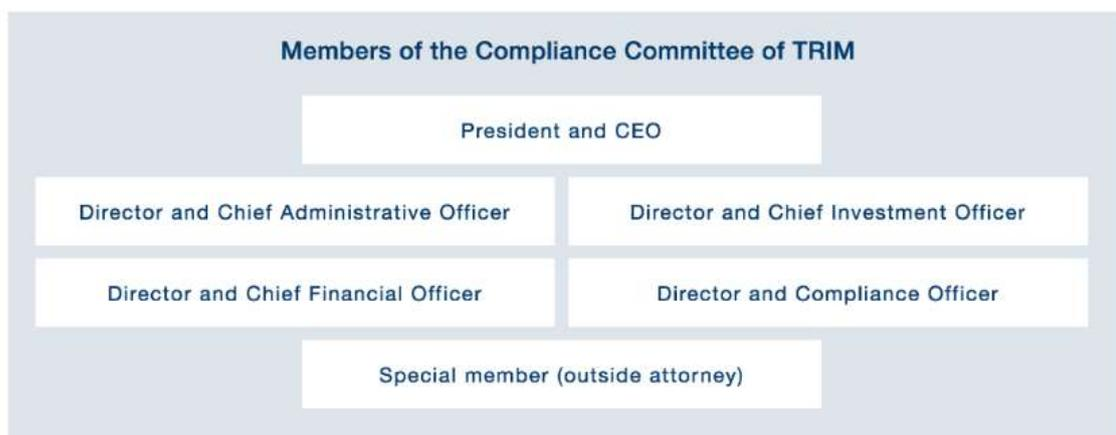 Members of the Compliance Committee of TRIM
President and CEO
Director and Chief Administrative Officer
Director and Chief Investment Officer
Director and Chief Financial Officer
Director and Compliance Officer
Special member (outside attorney)